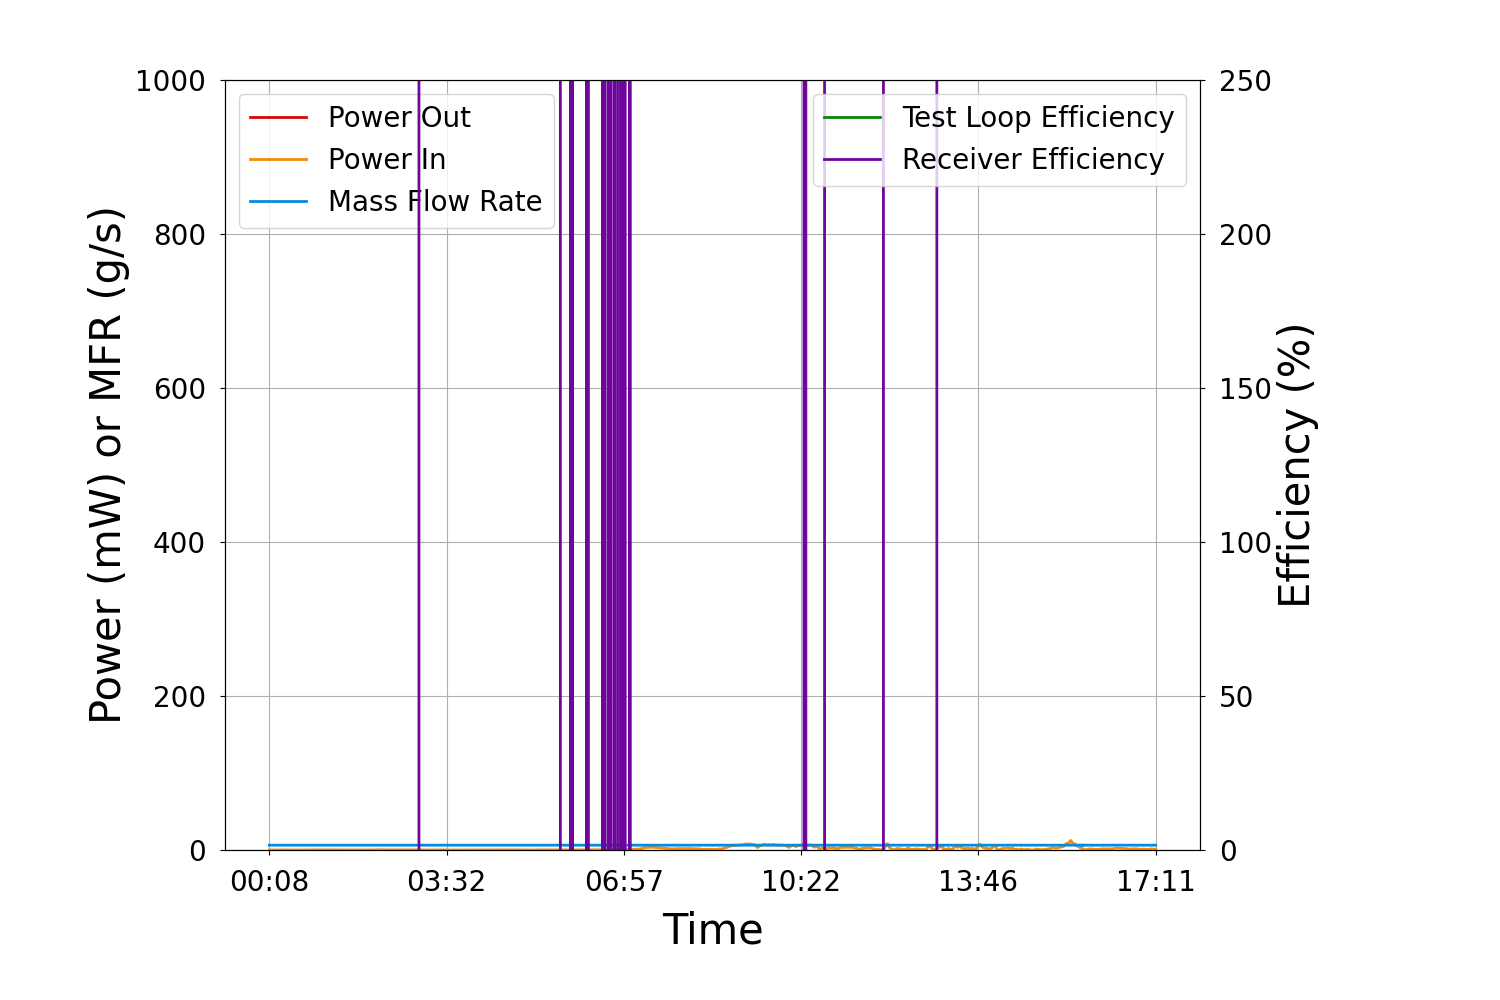 1000
800
600
400
200
0
Power (mW) or MFR (g/s)
Power Out
Power In
Mass Flow Rate
Test Loop Efficiency
Receiver Efficiency
250
200
150
100
50
0
Efficiency (%)
00:08 03:32 06:57 10:22 13:46 17:11
Time